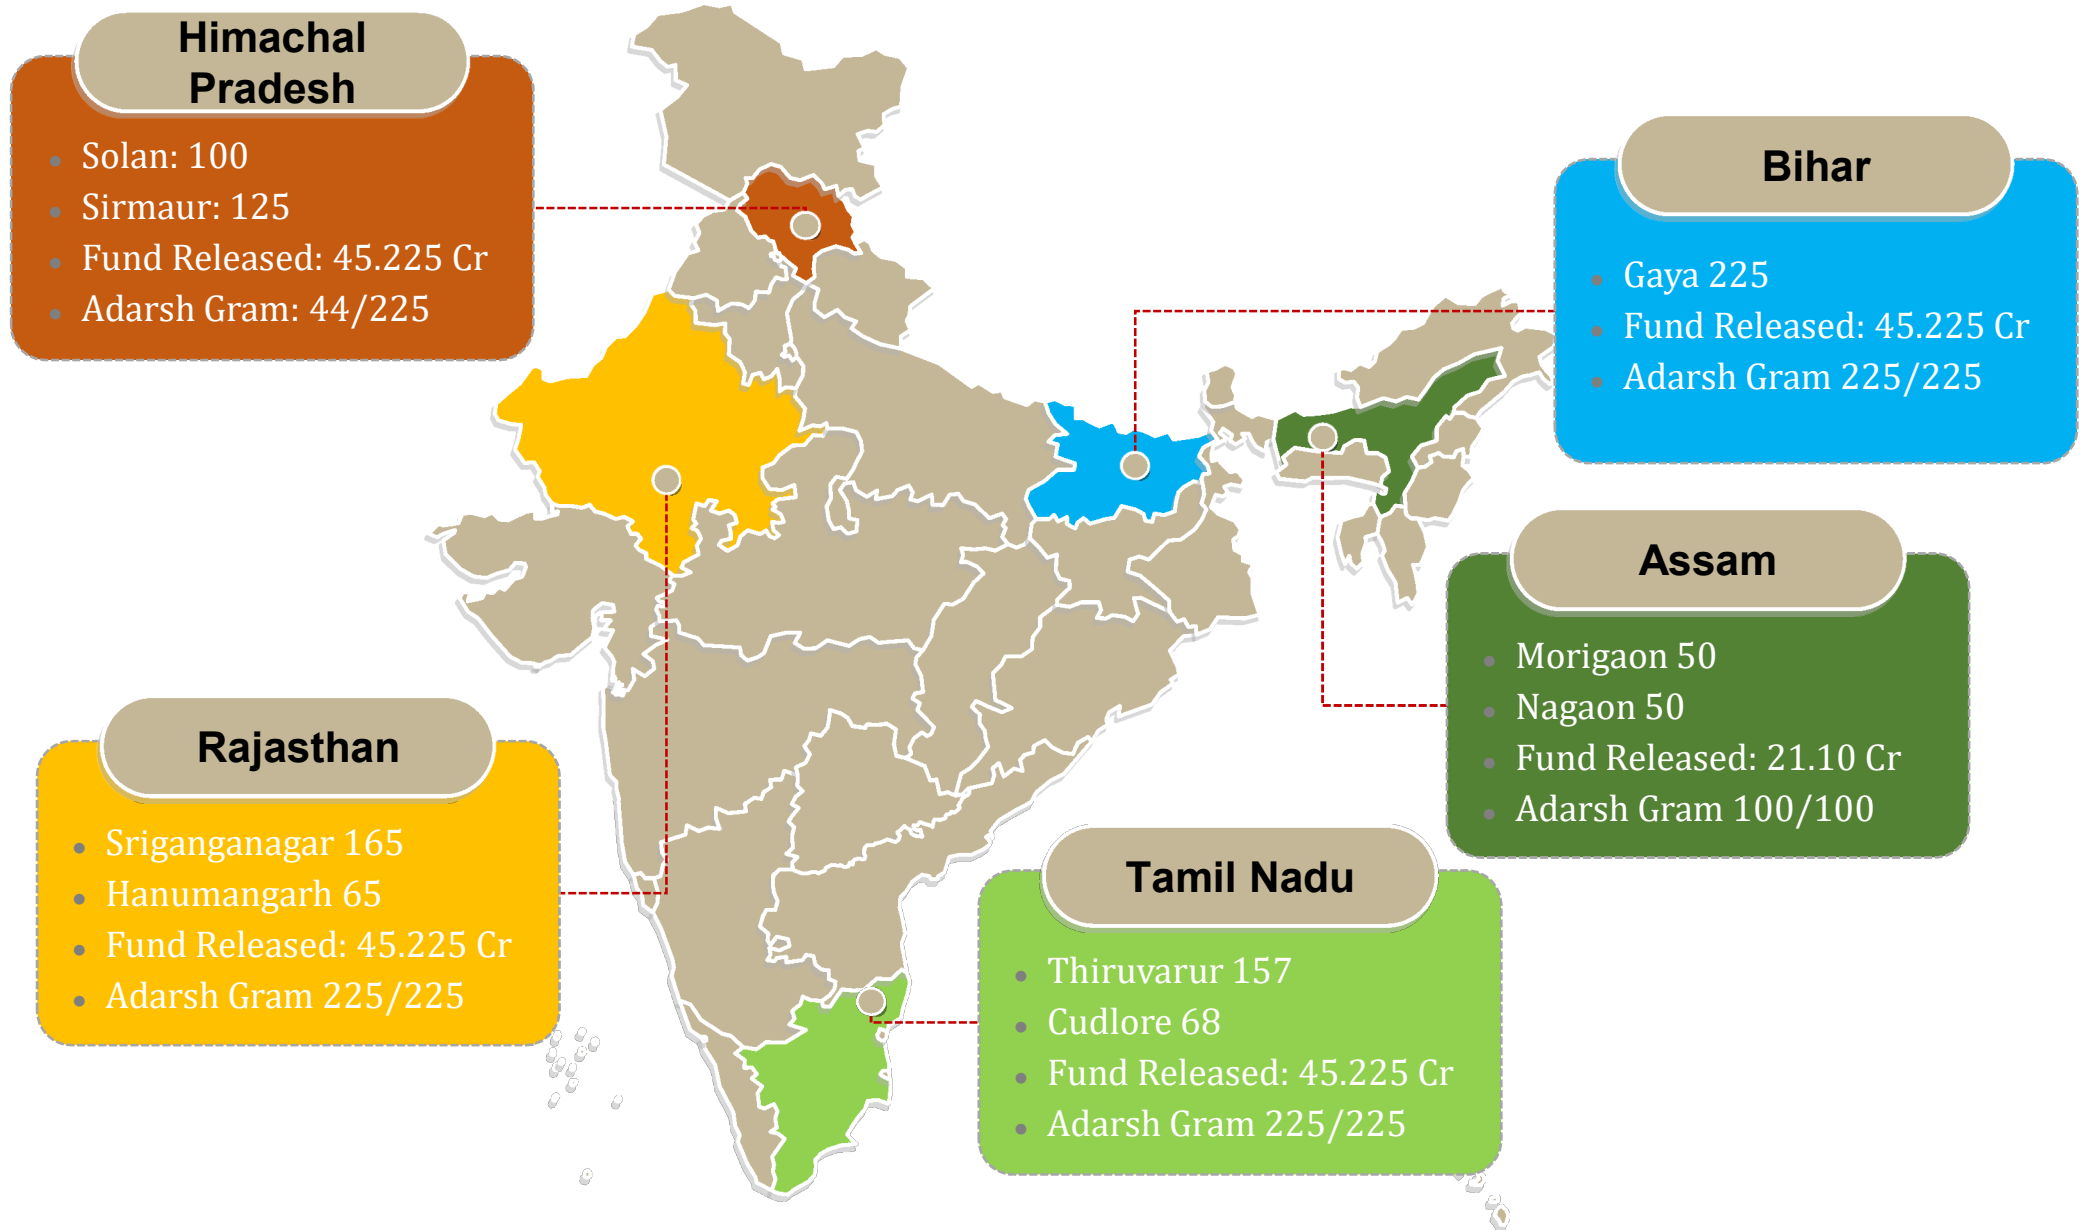 Himachal
Pradesh
Solan: 100
Sirmaur: 125
Fund Released: 45.225 Cr
Adarsh Gram: 44/225
Bihar
Gaya 225
Fund Released: 45.225 Cr
Adarsh Gram 225/225
Assam
Morigaon 50
Nagaon 50
Fund Released: 21.10 Cr
Adarsh Gram 100/100
Rajasthan
Sriganganagar 165
Hanumangarh 65
Fund Released: 45.225 Cr
Adarsh Gram 225/225
Tamil Nadu
Thiruvarur 157
Cudlore 68
Fund Released: 45.225 Cr
Adarsh Gram 225/225